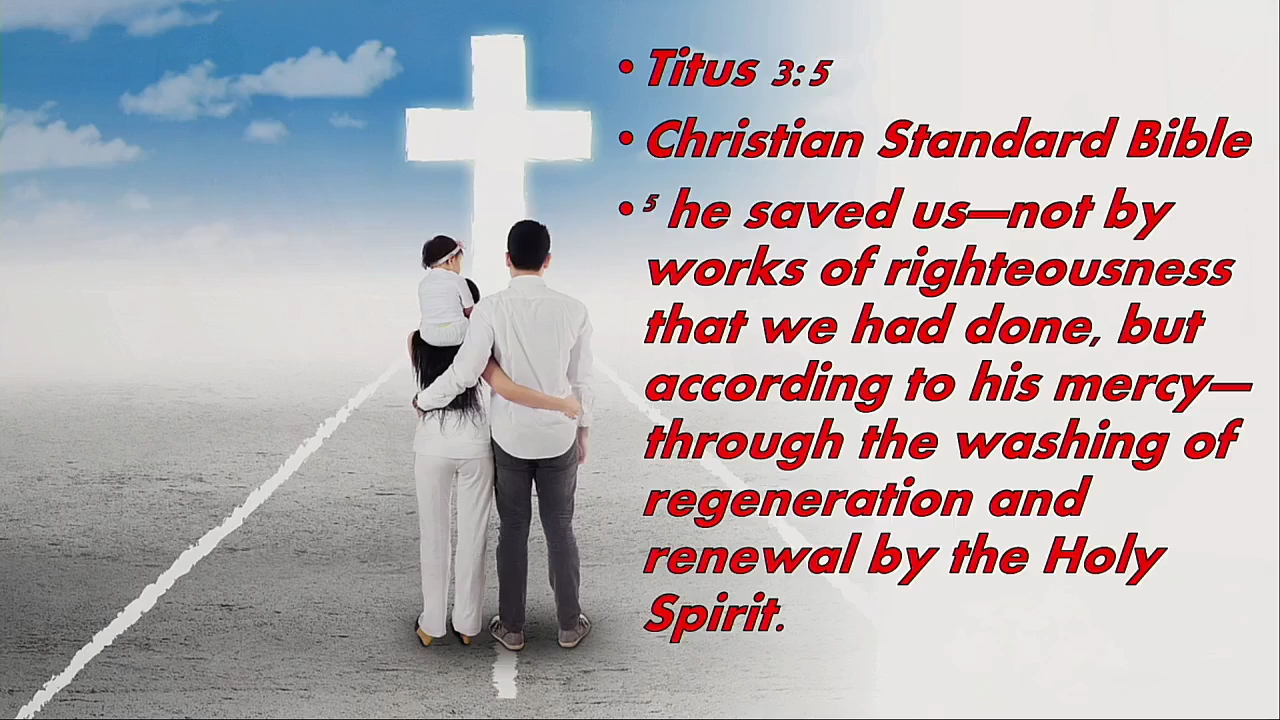 • Titus 3:5
• Christian Standard Bible
• 5 he saved us—not by
works of righteousness
that we had done, but
according to his mercy—
through the washing of
regeneration and
renewal by the Holy
Spirit.